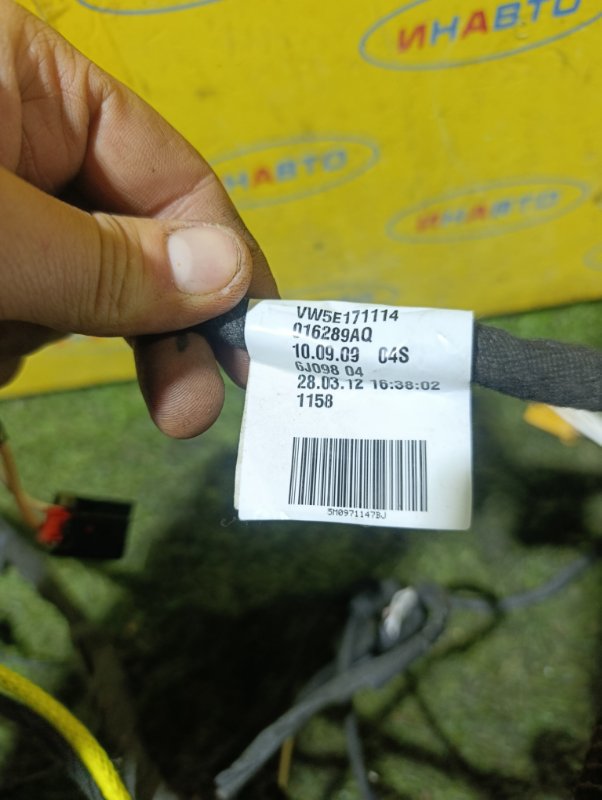 ИНАВТО
ИНАВТО
ИНАВТО
VW5E171114
016289AQ
10.09.09 04S
6J098 04
28.03.12 16:38:02
1158
5M0971147BJ